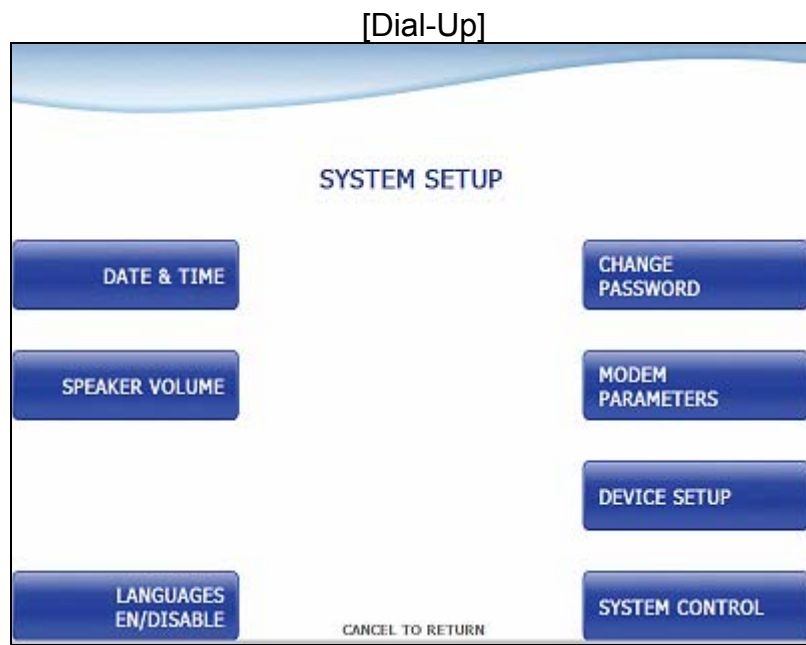 [Dial-Up]
SYSTEM SETUP
DATE & TIME
CHANGE
PASSWORD
SPEAKER VOLUME
MODEM
PARAMETERS
DEVICE SETUP
LANGUAGES
EN/DISABLE
SYSTEM CONTROL
CANCEL TO RETURN